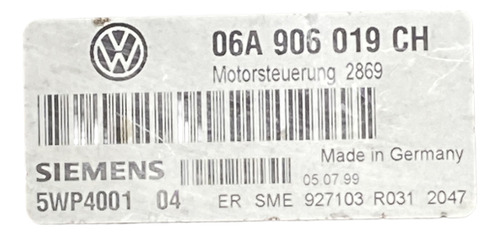 VW
06A 906 019 CH
Motorsteuerung 2869
Made in Germany
SIEMENS
05.07.99
5WP4001 04 ER SME 927103 R031 2047